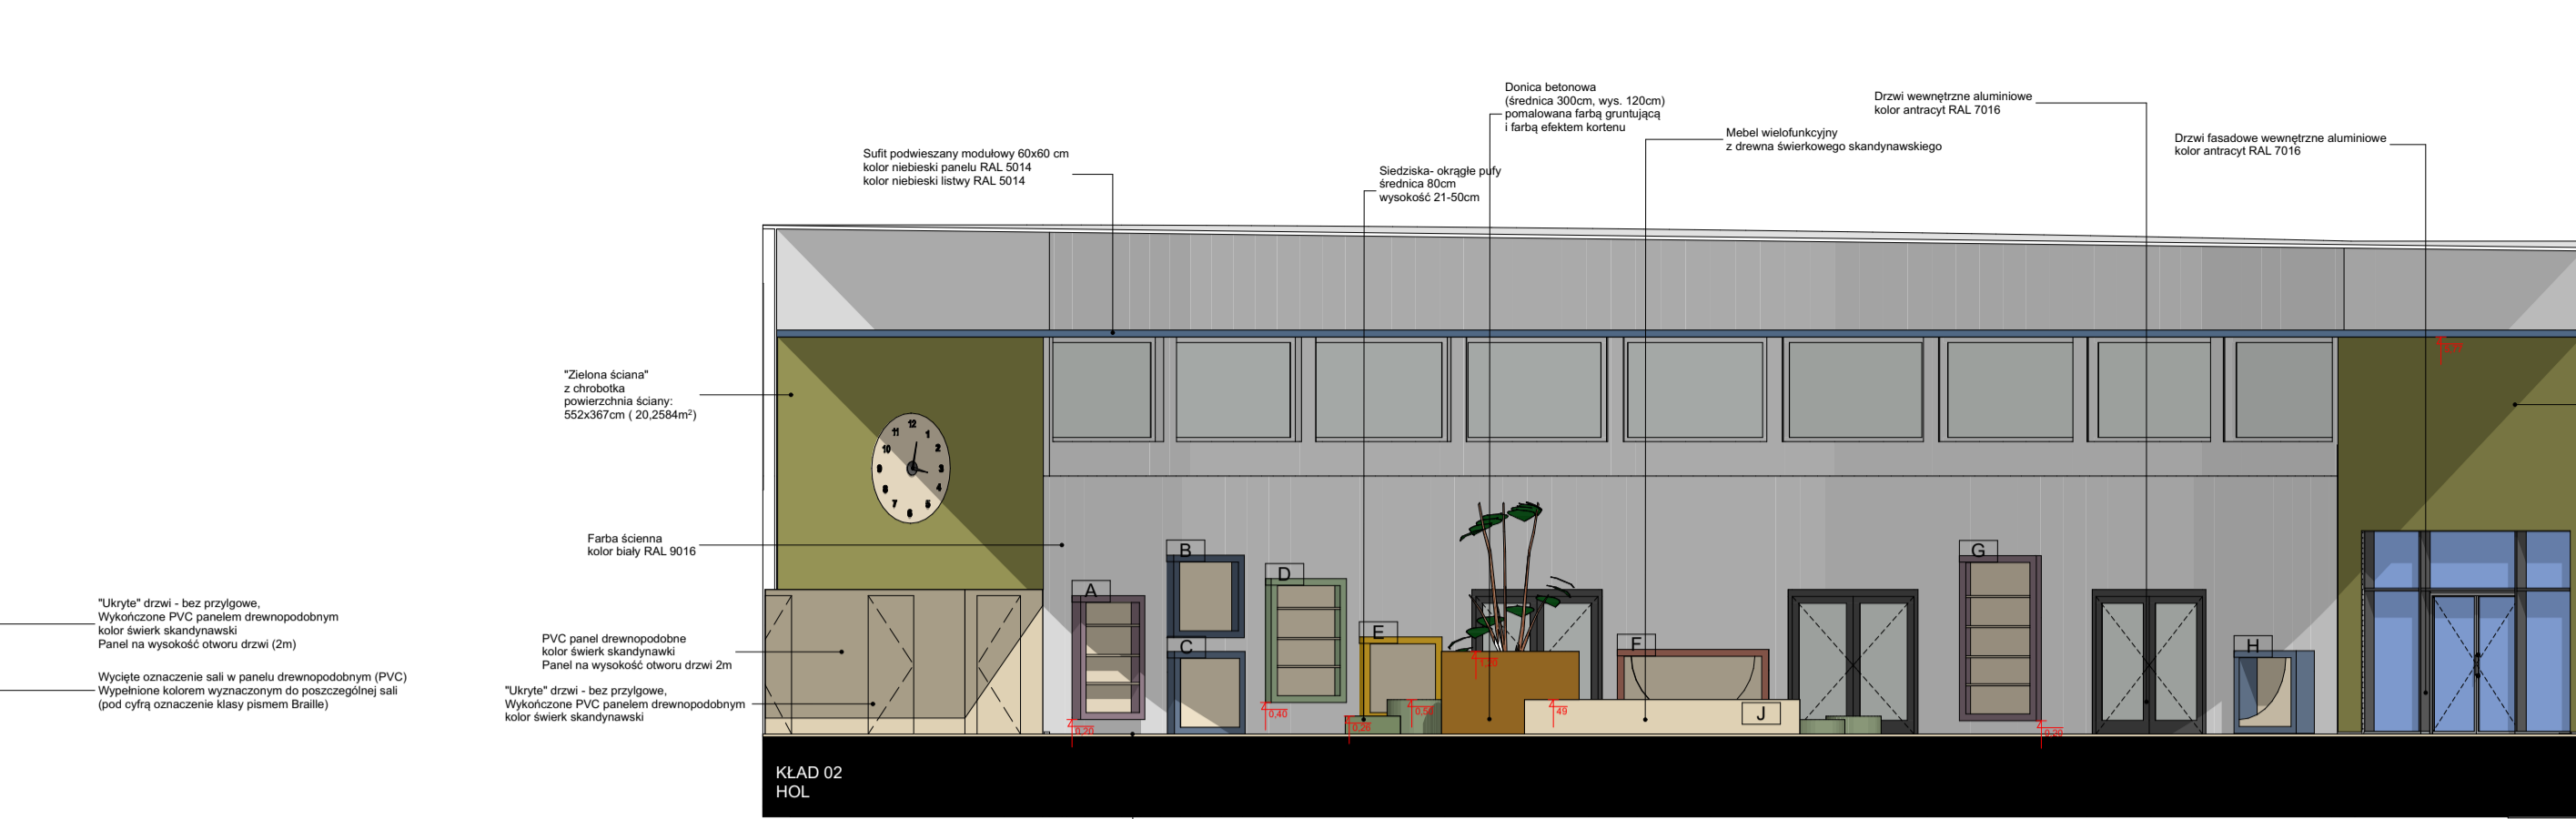 Donica betonowa
(średnica 300cm, wys. 120cm)
pomalowana farbą gruntującą
i farbą efektem kortenu
Drzwi wewnętrzne aluminiowe
kolor antracyt RAL 7016
Mebel wielofunkcyjny
z drewna świerkowego skandynawskiego
Drzwi fasadowe wewnętrzne aluminiowe
kolor antracyt RAL 7016
Sufit podwieszany modułowy 60x60 cm
kolor niebieski panelu RAL 5014
kolor niebieski listwy RAL 5014
Siedziska- okrągłe pufy
średnica 80cm
wysokość 21-50cm
"Zielona ściana"
z chrobotka
powierzchnia ściany:
552x367cm ( 20,2584m²)
12
11
1
10
2
9
3
8
4
7
5
6
Farba ścienna
kolor biały RAL 9016
"Ukryte" drzwi - bez przylgowe,
Wykończone PVC panelem drewnopodobnym
kolor świerk skandynawski
Panel na wysokość otworu drzwi (2m)
PVC panel drewnopodobne
kolor świerk skandynawki
Panel na wysokość otworu drzwi 2m
Wycięte oznaczenie sali w panelu drewnopodobnym (PVC)
Wypełnione kolorem wyznaczonym do poszczególnej sali
(pod cyfrą oznaczenie klasy pismem Braille)
"Ukryte" drzwi - bez przylgowe,
Wykończone PVC panelem drewnopodobnym
kolor świerk skandynawski
A
B
C
D
E
F
G
H
J
0,20
0,40
1,20
49
KŁAD 02
HOL